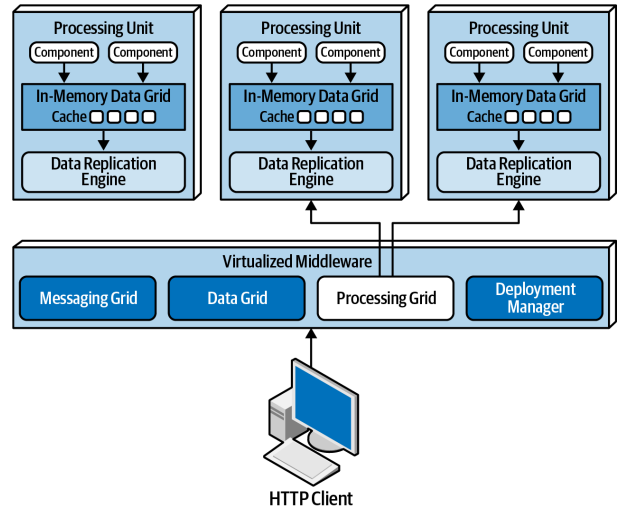 Processing Unit
Component
Component
In-Memory Data Grid
Cache
Data Replication
Engine
Processing Unit
Component
Component
In-Memory Data Grid
Cache
Data Replication
Engine
Processing Unit
Component
Component
In-Memory Data Grid
Cache
Data Replication
Engine
Virtualized Middleware
Messaging Grid
Data Grid
Processing Grid
Deployment
Manager
HTTP Client